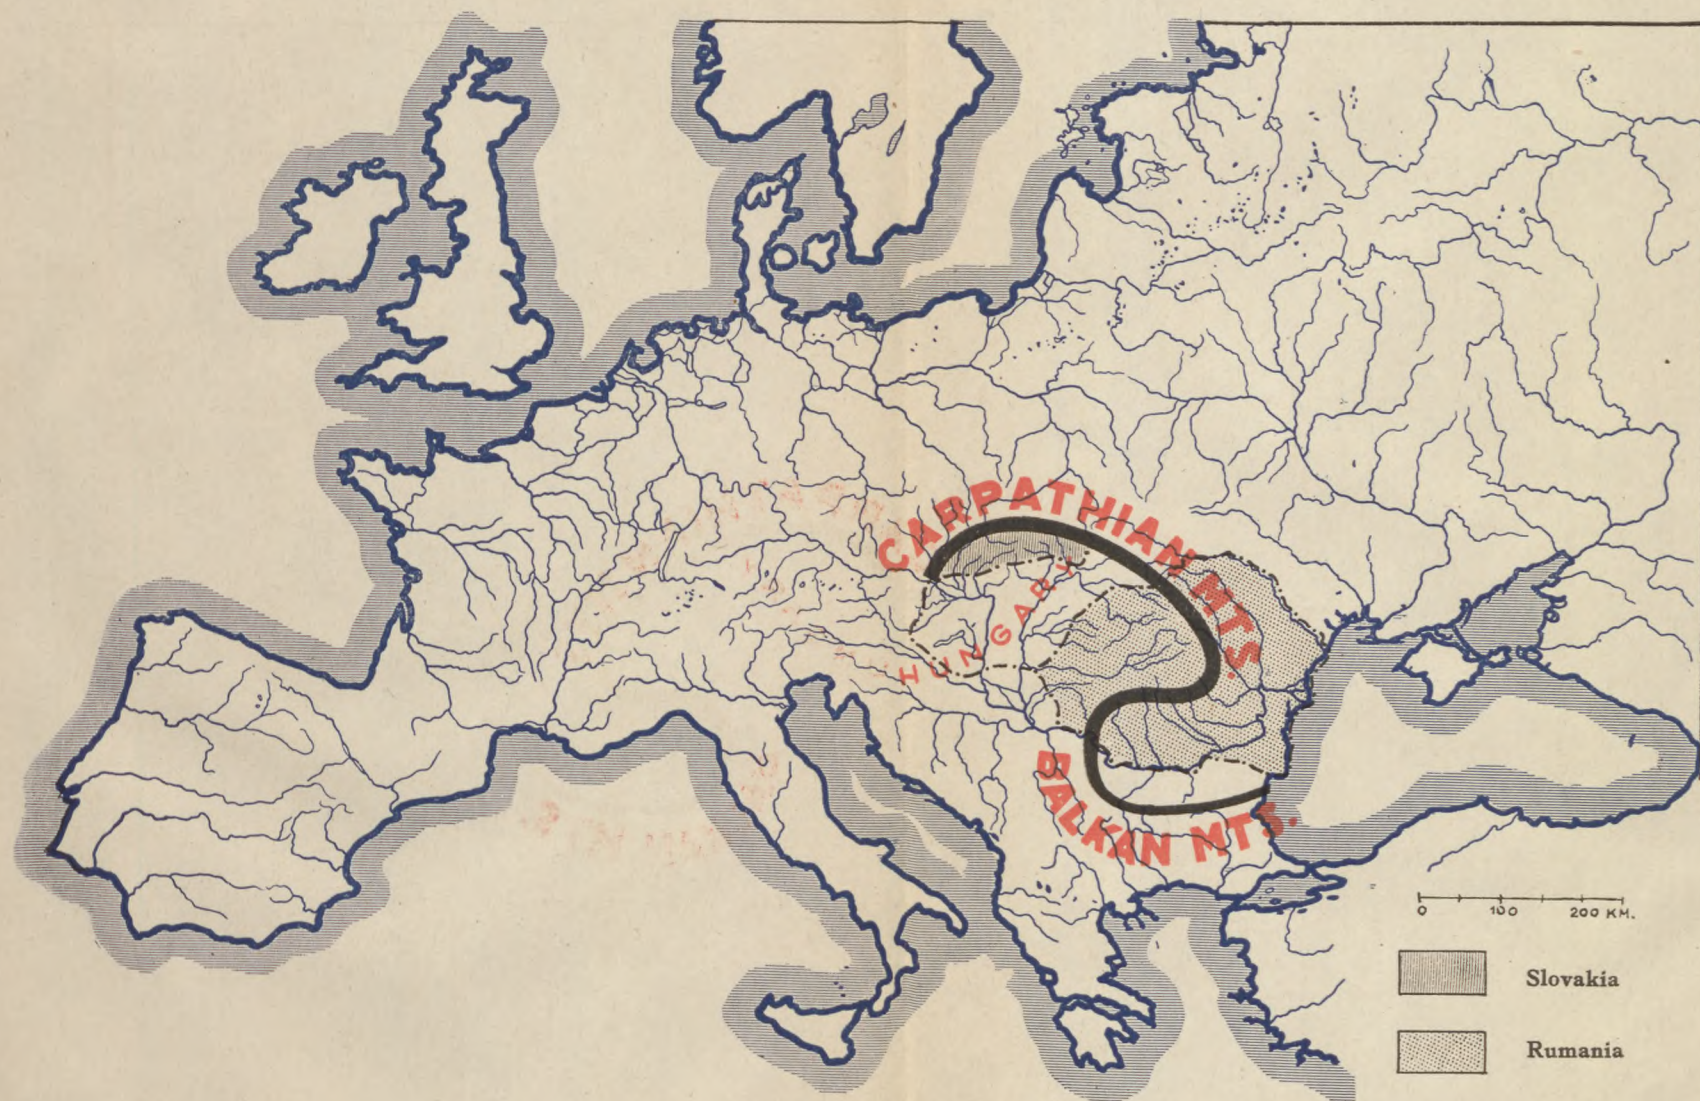 CARPATHIAN MTS.
HUNGARY
BALKAN MTS.
0 100 200 KM.
Slovakia
Rumania